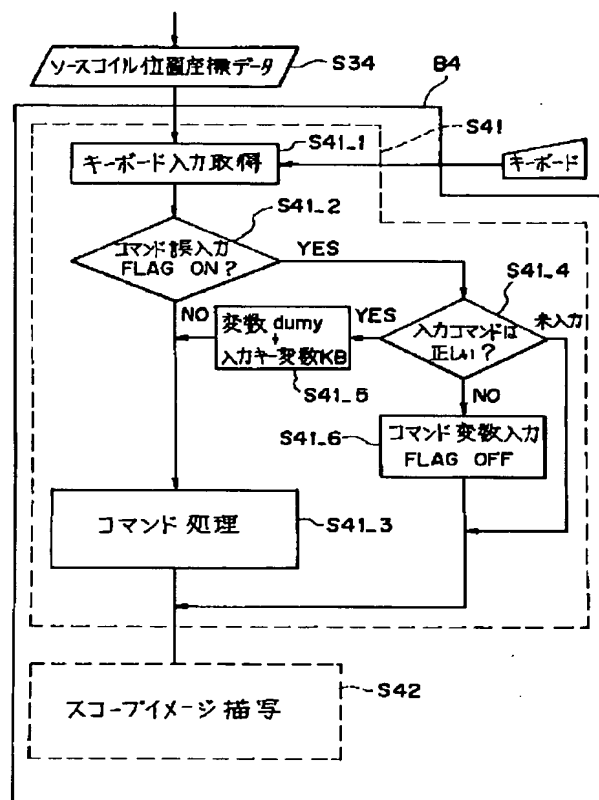 ソースコイル位置座標データ
S34
B4
S41
S41_1
キーボード入力取得
キーボード
S41_2
コマンド誤入力
FLAG ON?
YES
S41_4
NO
変数 dumy
↓
入力キー変数KB
YES
入力コマンドは
正しい?
未入力
S41_5
NO
S41_6
コマンド変数入力
FLAG OFF
コマンド処理
S41_3
スコープイメージ描写
S42